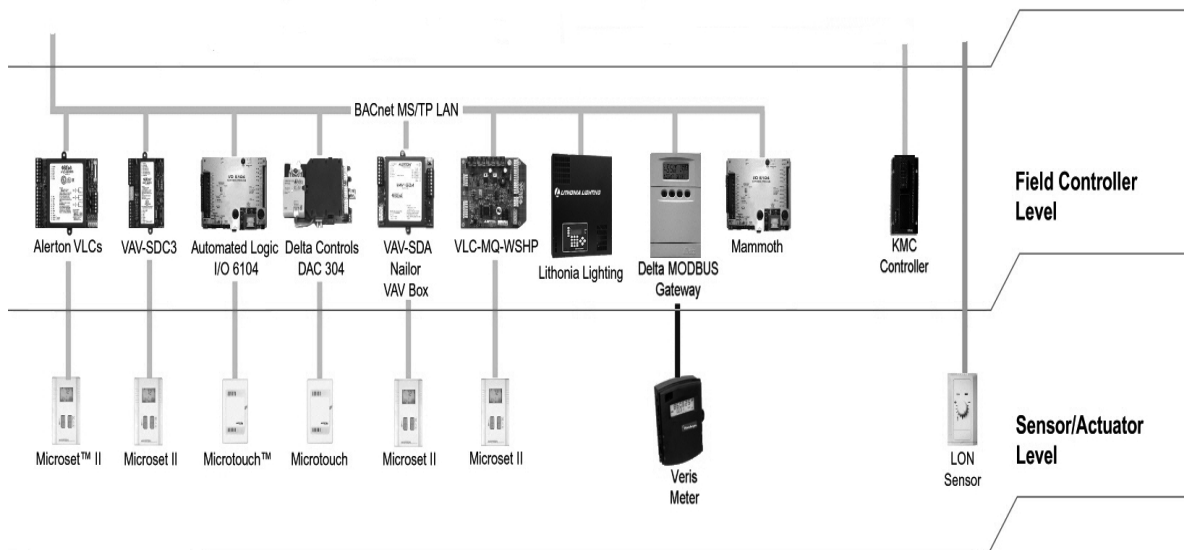 BACnet MS/TP LAN
Alerton VLCs
VAV-SDC3
Automated Logic
I/O 6104
Delta Controls
DAC 304
VAV-SDA
Nailor
VAV Box
VLC-MQ-WSHP
LITHONIA LIGHTING
Lithonia Lighting
Delta MODBUS
Gateway
Mammoth
KMC
Controller
Field Controller
Level
Microset™ II
Microset II
Microtouch™
Microtouch
Microset II
Microset II
Veris
Meter
LON
Sensor
Sensor/Actuator
Level